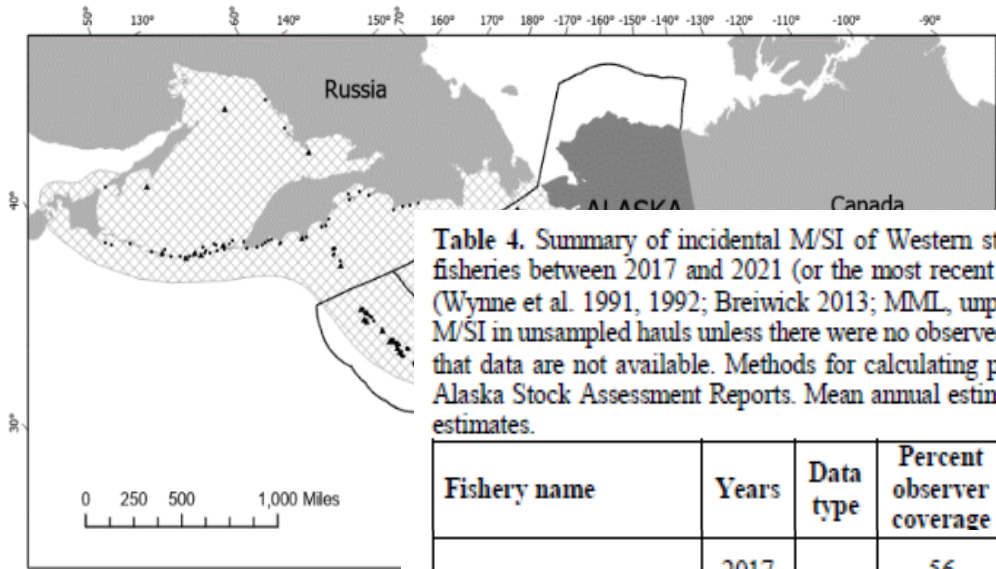 50° 130° 60° 140° 150° 70° 160° 170° 180° -170° -160° -150° -140° -130° -120° -110° -100° -90°
Russia
ALASKA
Canada
40°
30°
0 250 500 1,000 Miles
Table 4. Summary of incidental M/SI of Western
fisheries between 2017 and 2021 (or the most recent
(Wynne et al. 1991, 1992; Breiwick 2013; MML,
M/SI in unsampled hauls unless there were no
that data are not available. Methods for calculating
Alaska Stock Assessment Reports. Mean annual
estimates.
Fishery name Years Data type Percent observer coverage
2017 56